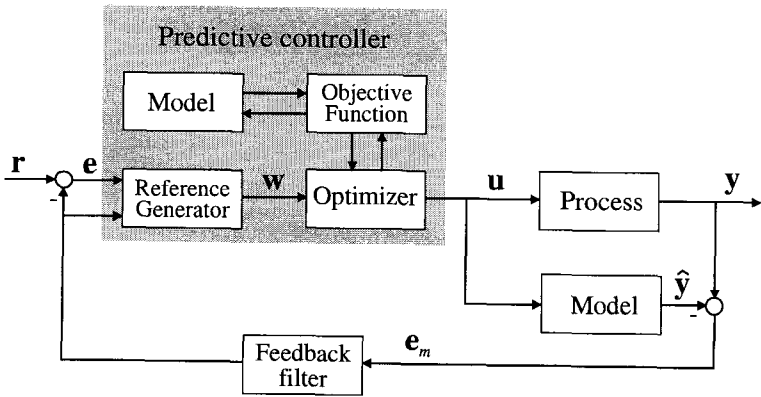 Predictive controller
Model
Objective
Function
r
e
-
Reference
Generator
w
Optimizer
u
Process
y
Model
ŷ
-
Feedback
filter
e_m